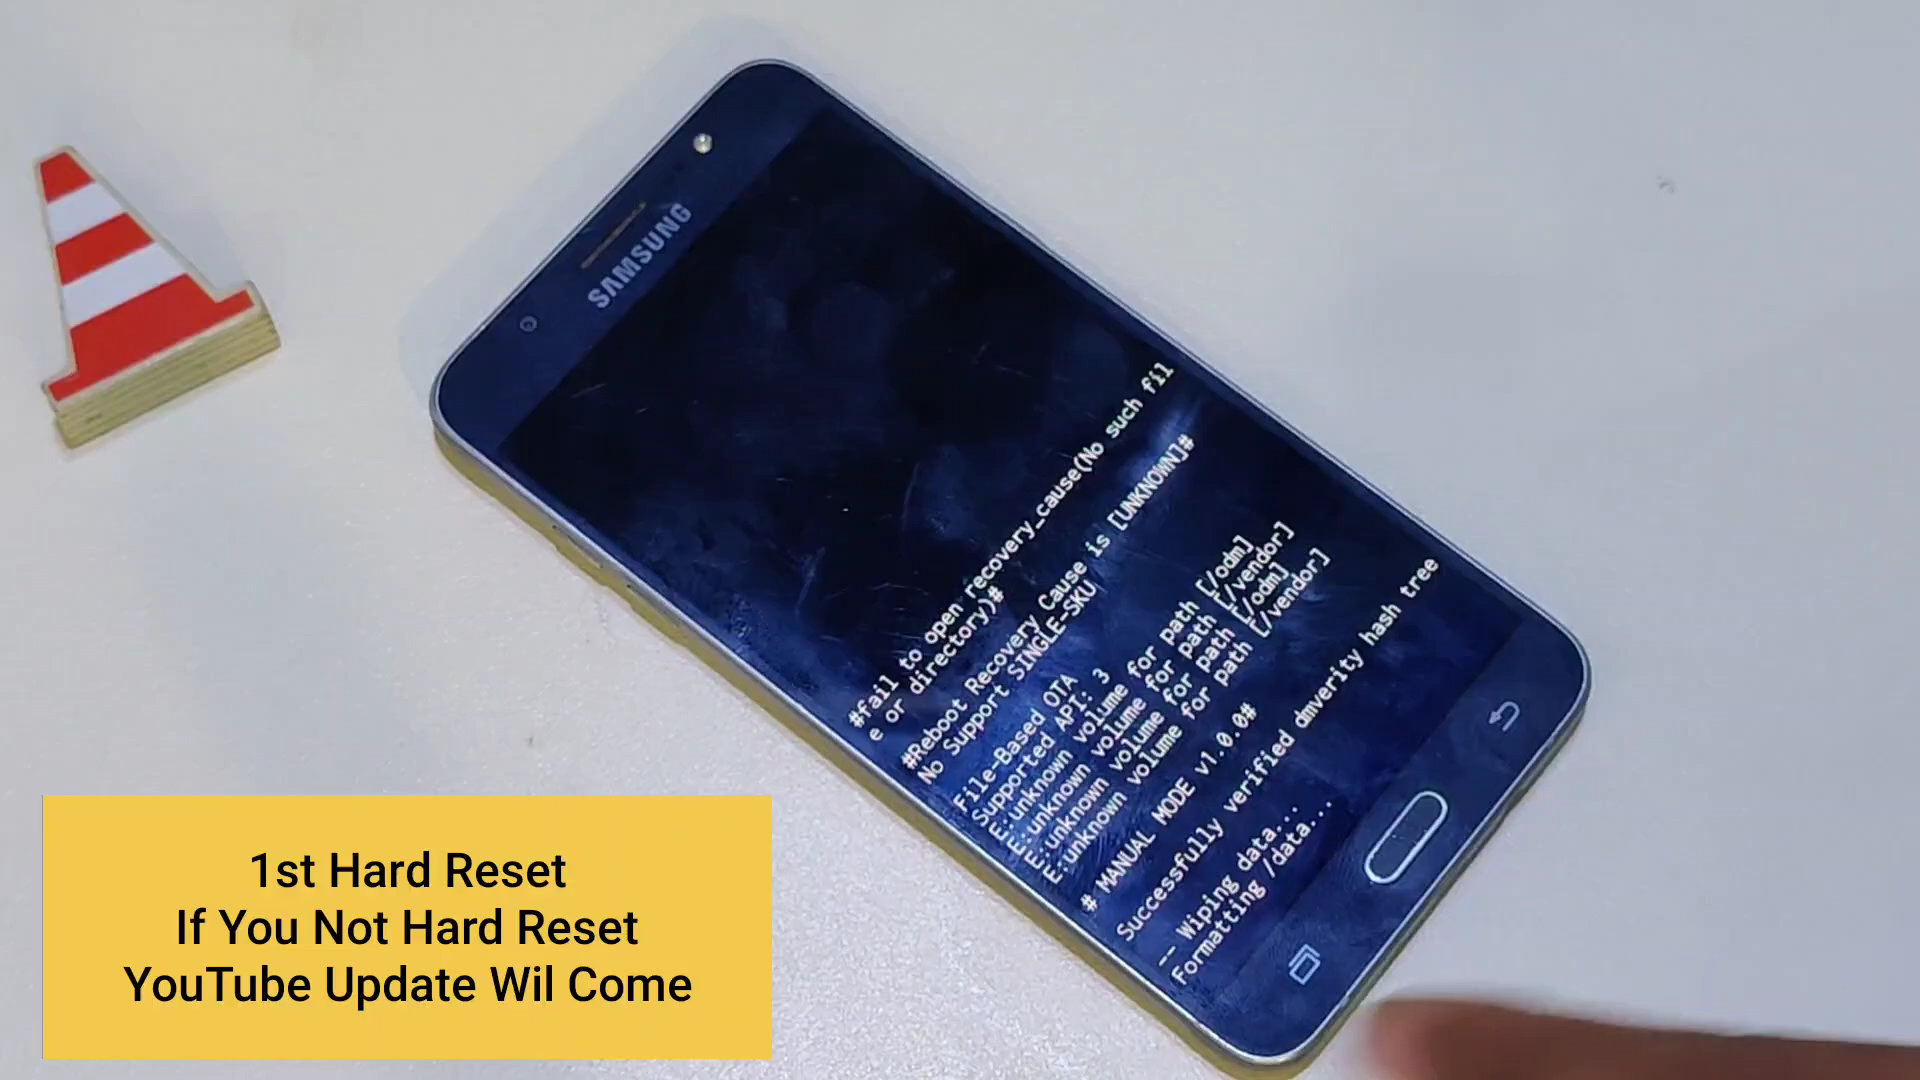 SAMSUNG
#fail to open recovery_cause(No such fil
e or directory)#
#Reboot Recovery Cause is [UNKNOWN]#
No Support SINGLE-SKU
File-Based OTA
Supported API: 3
E:unknown volume for path [/odm]
E:unknown volume for path [/vendor]
E:unknown volume for path [/odm]
E:unknown volume for path [/vendor]
# MANUAL MODE v1.0.0#
Successfully verified dmverity hash tree
-- Wiping data...
Formatting /data...
1st Hard Reset
If You Not Hard Reset
YouTube Update Wil Come